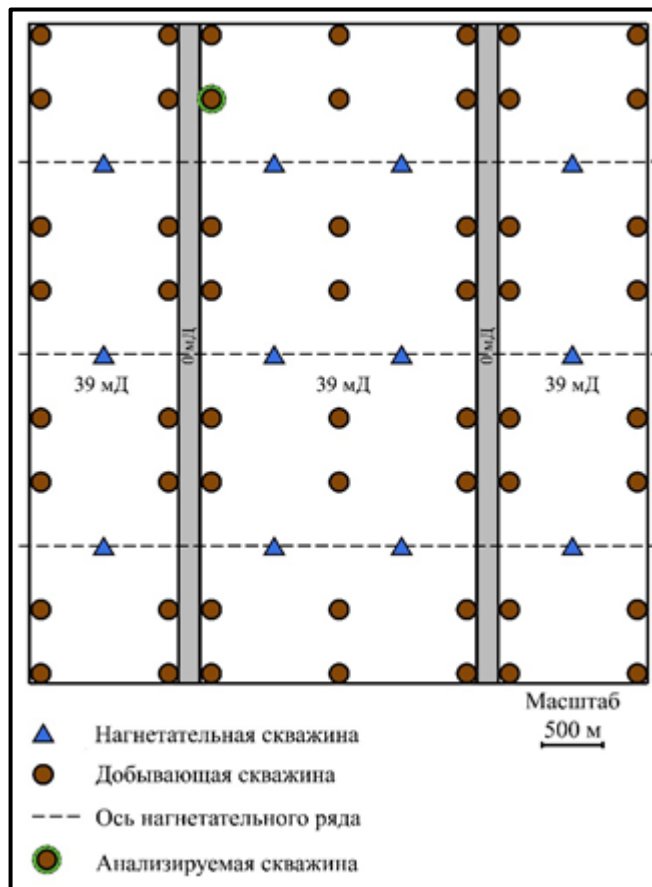 0 мД
0 мД
39 мД
39 мД
39 мД
Масштаб
500 м
Нагнетательная скважина
Добывающая скважина
Ось нагнетательного ряда
Анализируемая скважина